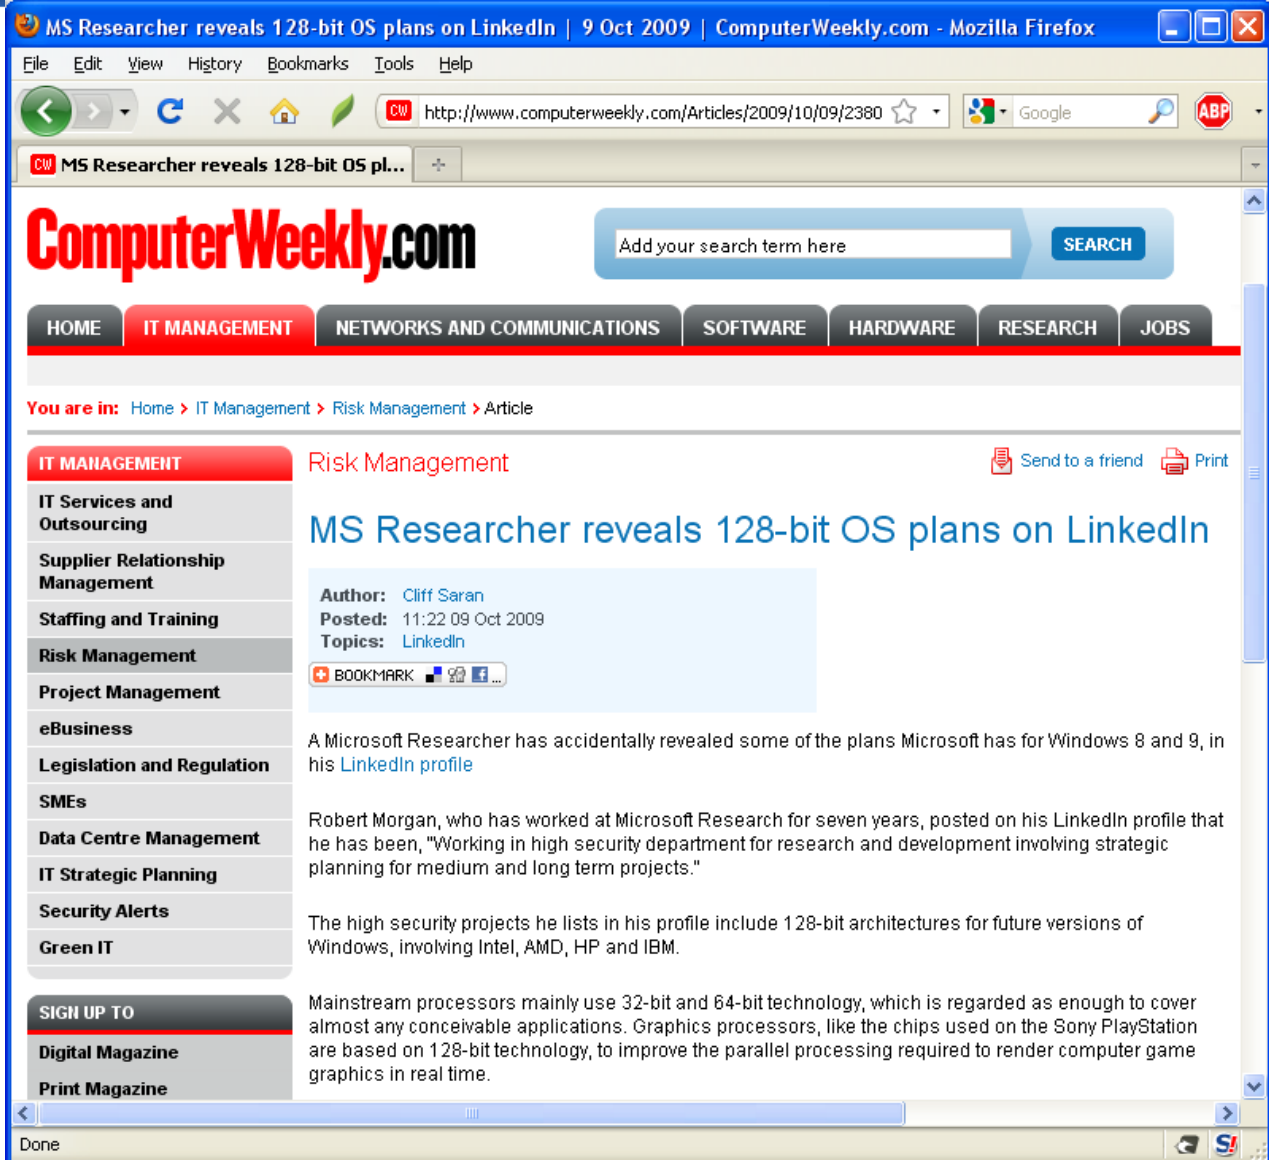 MS Researcher reveals 128-bit OS plans on LinkedIn | 9 Oct 2009 | ComputerWeekly.com - Mozilla Firefox
File Edit View History Bookmarks Tools Help
CW http://www.computerweekly.com/Articles/2009/10/09/2380 Google ABP
CW MS Researcher reveals 128-bit OS pl...
ComputerWeekly.com
Add your search term here SEARCH
HOME IT MANAGEMENT NETWORKS AND COMMUNICATIONS SOFTWARE HARDWARE RESEARCH JOBS
You are in: Home > IT Management > Risk Management > Article
IT MANAGEMENT
IT Services and
Outsourcing
Supplier Relationship
Management
Staffing and Training
Risk Management
Project Management
eBusiness
Legislation and Regulation
SMEs
Data Centre Management
IT Strategic Planning
Security Alerts
Green IT
SIGN UP TO
Digital Magazine
Print Magazine
Risk Management
Send to a friend Print
MS Researcher reveals 128-bit OS plans on LinkedIn
Author: Cliff Saran
Posted: 11:22 09 Oct 2009
Topics: LinkedIn
BOOKMARK ...
A Microsoft Researcher has accidentally revealed some of the plans Microsoft has for Windows 8 and 9, in
his LinkedIn profile
Robert Morgan, who has worked at Microsoft Research for seven years, posted on his LinkedIn profile that
he has been, "Working in high security department for research and development involving strategic
planning for medium and long term projects."
The high security projects he lists in his profile include 128-bit architectures for future versions of
Windows, involving Intel, AMD, HP and IBM.
Mainstream processors mainly use 32-bit and 64-bit technology, which is regarded as enough to cover
almost any conceivable applications. Graphics processors, like the chips used on the Sony PlayStation
are based on 128-bit technology, to improve the parallel processing required to render computer game
graphics in real time.
Done S!